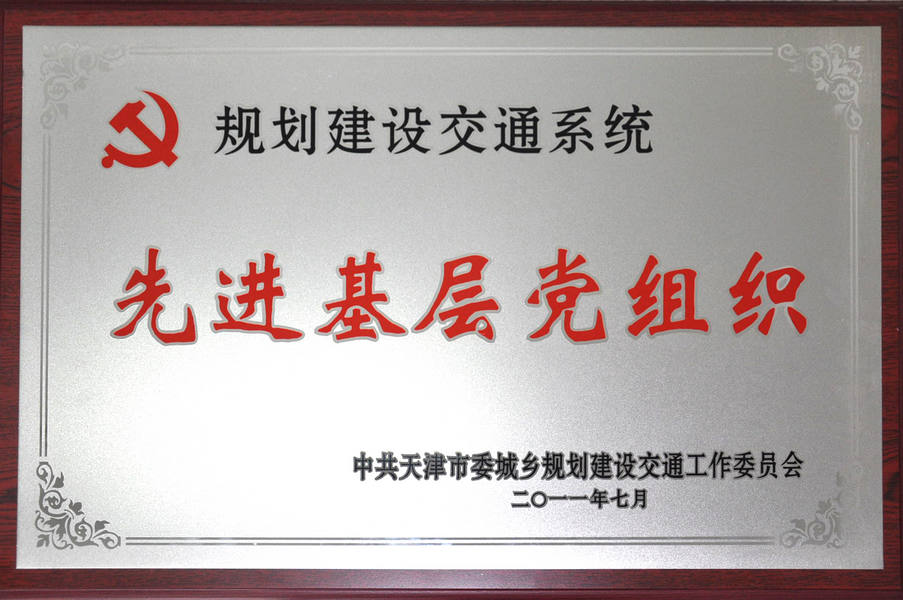 规划建设交通系统
先进基层党组织
中共天津市委城乡规划建设交通工作委员会
二〇一一年七月